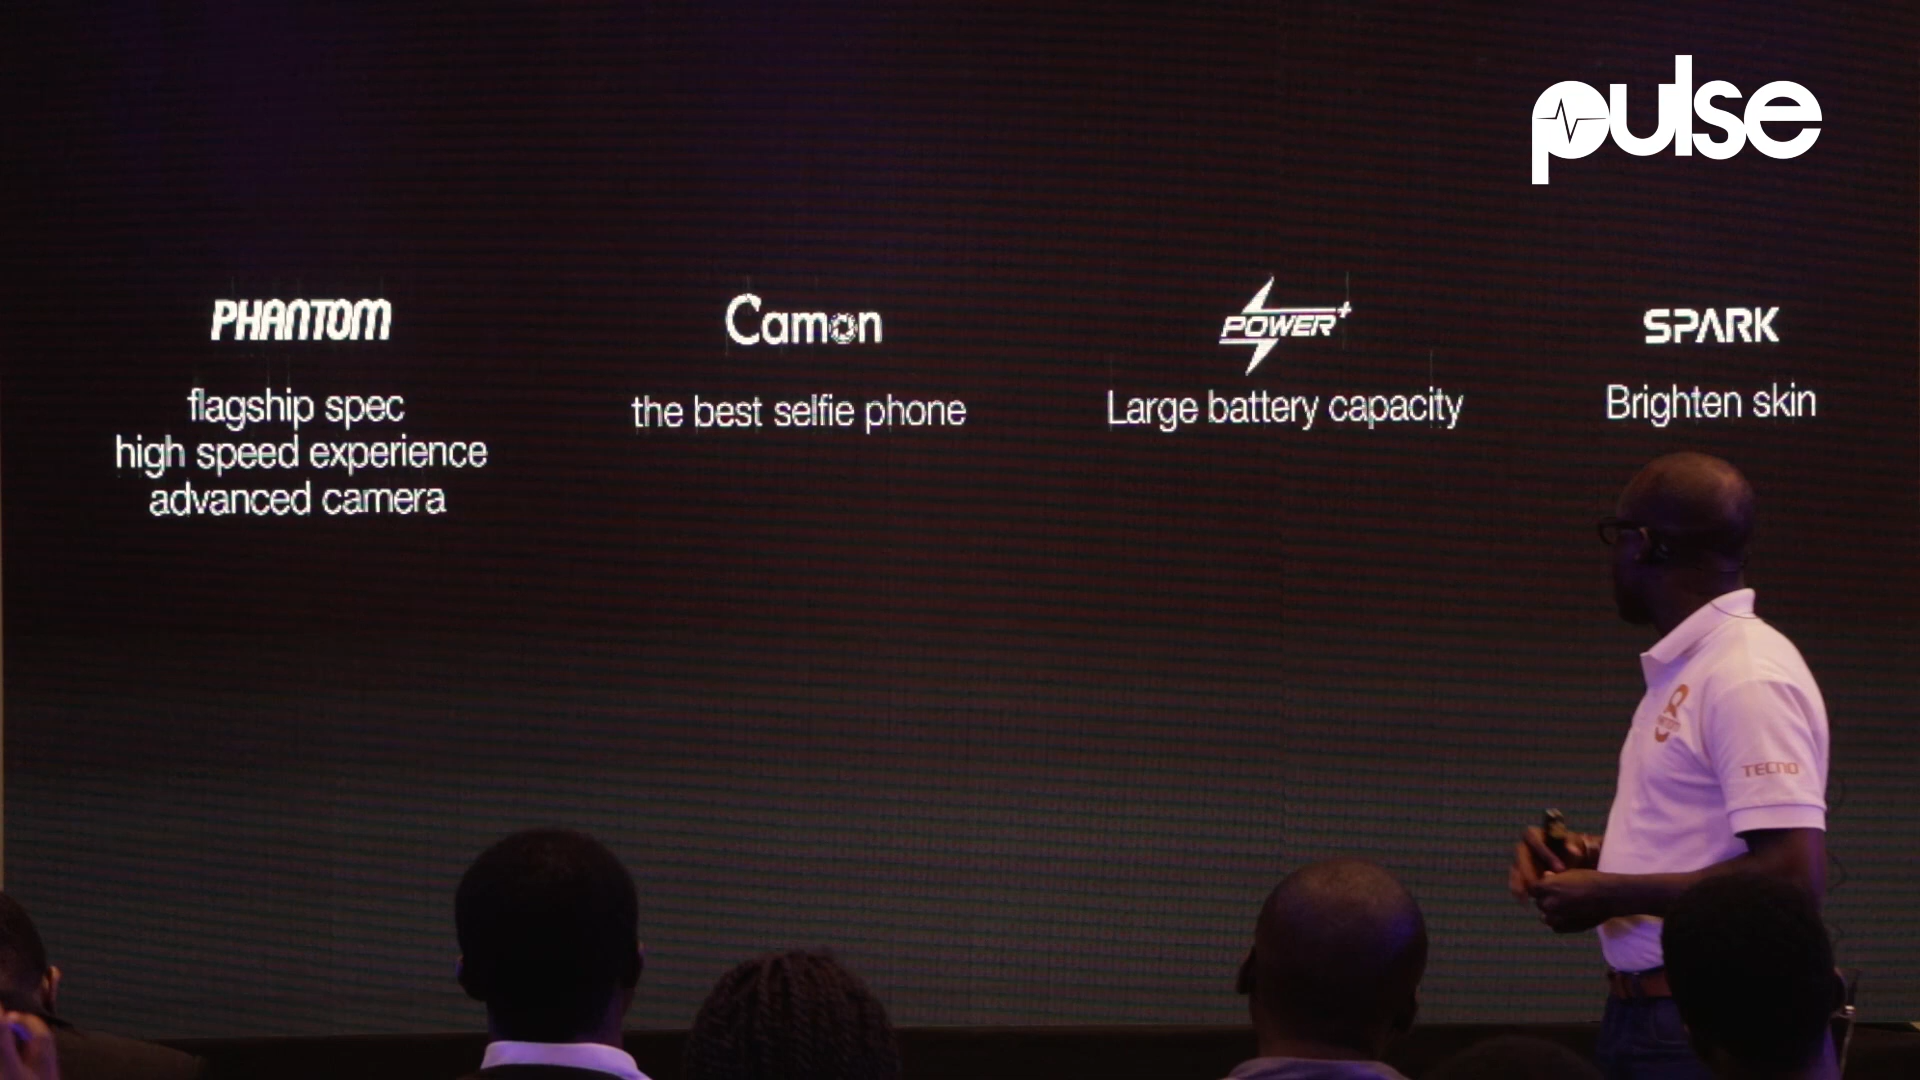 pulse
PHANTOM
flagship spec
high speed experience
advanced camera
Camon
the best selfie phone
POWER+
Large battery capacity
SPARK
Brighten skin
TECNO